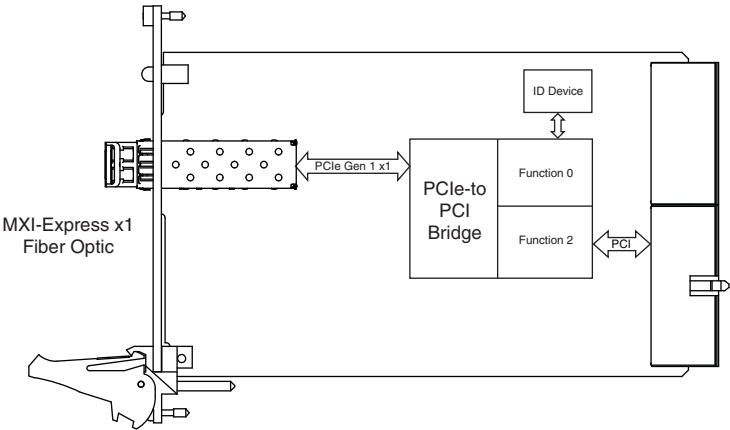 ID Device
PCIe Gen 1 x1
PCIe-to
PCI
Bridge
Function 0
Function 2
PCI
MXI-Express x1
Fiber Optic